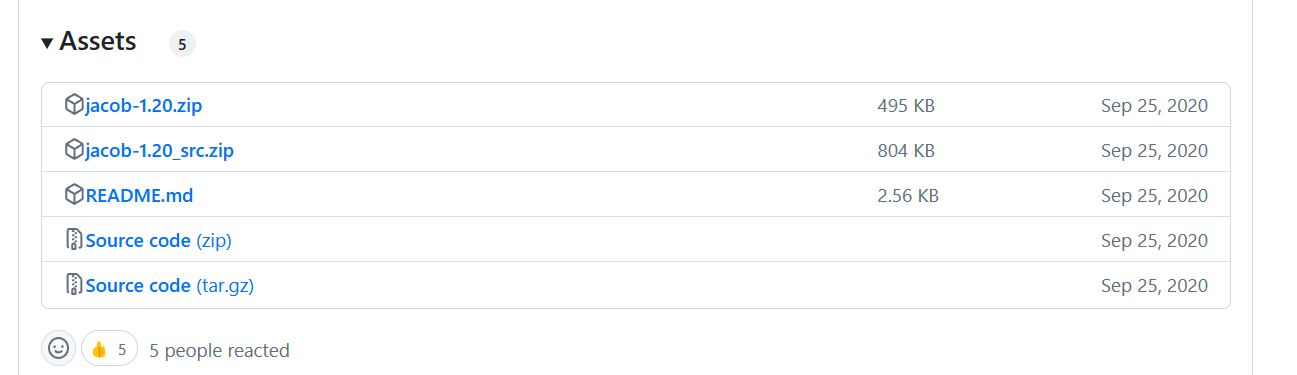 Assets 5
jacob-1.20.zip 495 KB Sep 25, 2020
jacob-1.20_src.zip 804 KB Sep 25, 2020
README.md 2.56 KB Sep 25, 2020
Source code (zip) Sep 25, 2020
Source code (tar.gz) Sep 25, 2020
👍 5 5 people reacted